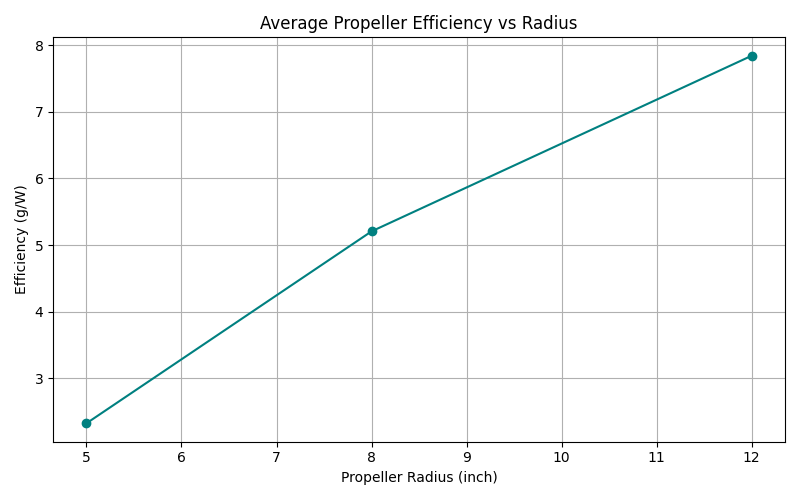 Average Propeller Efficiency vs Radius
8
7
6
5
4
3
Efficiency (g/W)
5 6 7 8 9 10 11 12
Propeller Radius (inch)